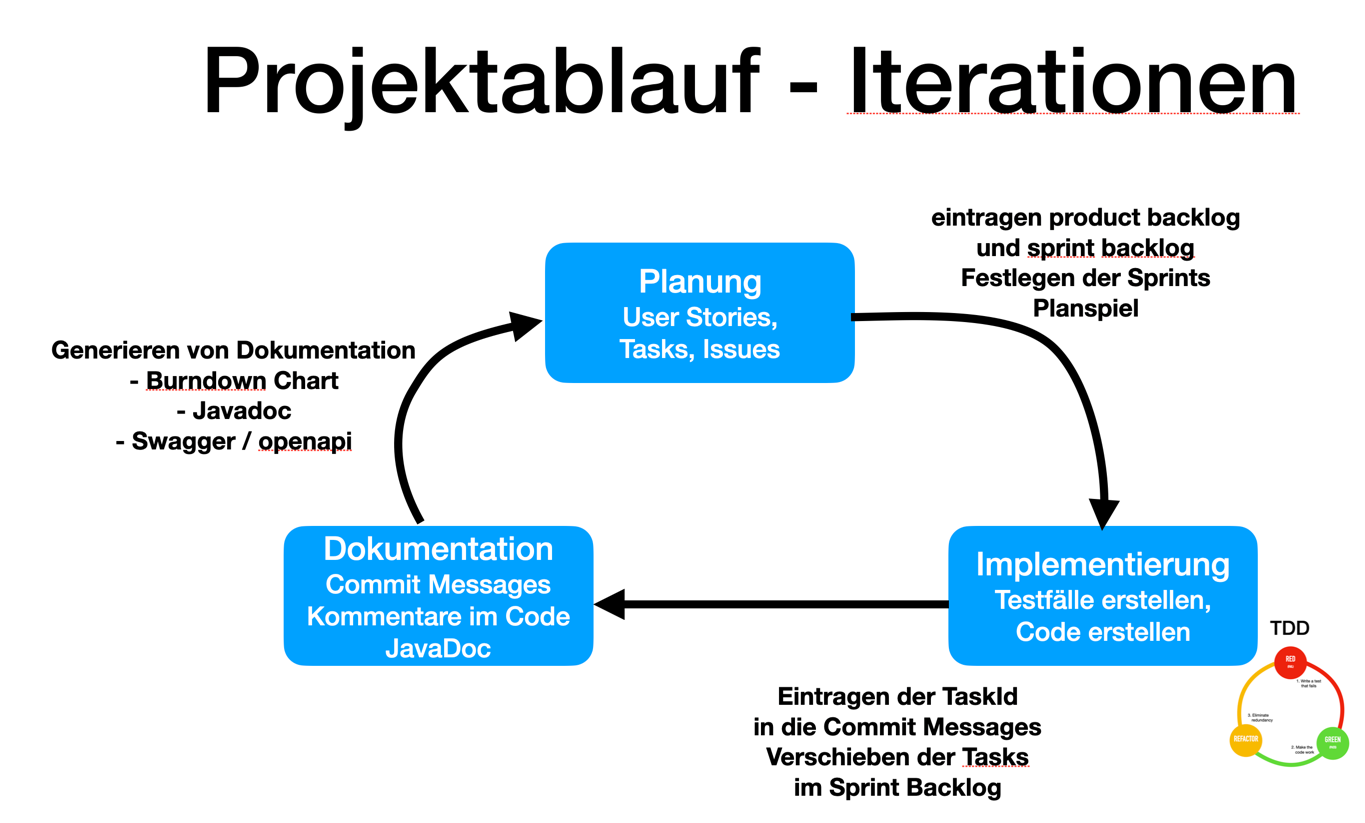 Projektablauf - Iterationen
eintragen product backlog
und sprint backlog
Festlegen der Sprints
Planspiel
Planung
User Stories,
Tasks, Issues
Generieren von Dokumentation
- Burndown Chart
- Javadoc
- Swagger / openapi
Dokumentation
Commit Messages
Kommentare im Code
JavaDoc
Implementierung
Testfälle erstellen,
Code erstellen
TDD
RED
1. Write a test
that fails
3. Eliminate
redundancy
REFACTOR
GREEN
2. Make the
code work
Eintragen der TaskId
in die Commit Messages
Verschieben der Tasks
im Sprint Backlog